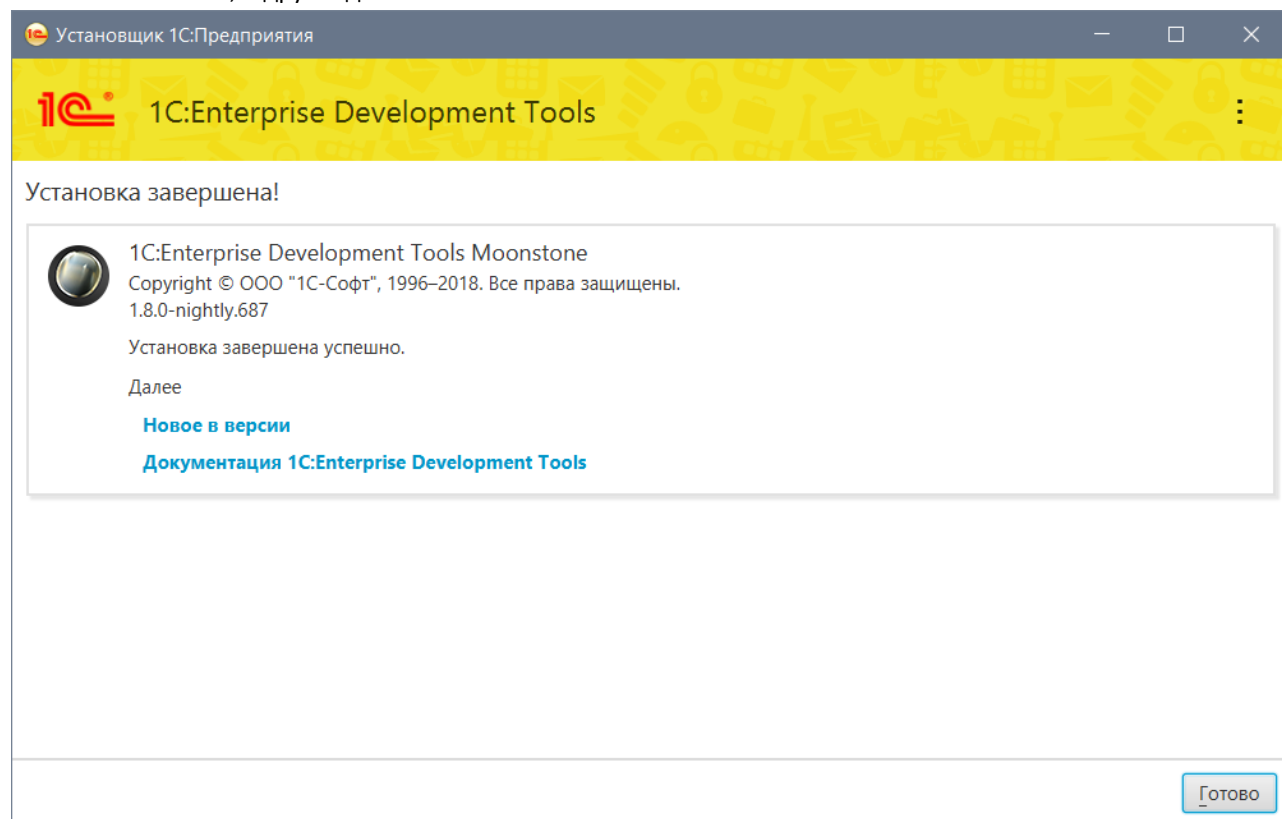 Установщик 1С:Предприятия
1С® 1C:Enterprise Development Tools
Установка завершена!
1C:Enterprise Development Tools Moonstone
Copyright © ООО "1С-Софт", 1996–2018. Все права защищены.
1.8.0-nightly.687
Установка завершена успешно.
Далее
Новое в версии
Документация 1C:Enterprise Development Tools
Готово